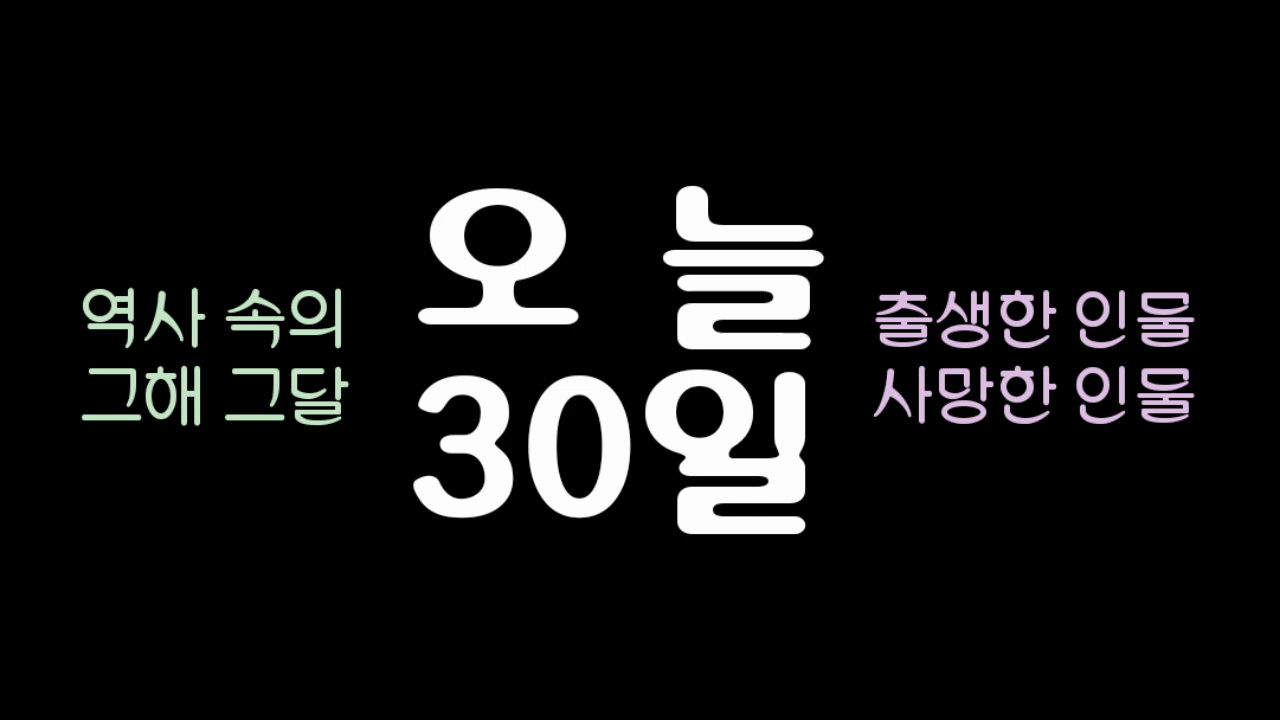 역사 속의
그해 그달
오 늘
30일
출생한 인물
사망한 인물